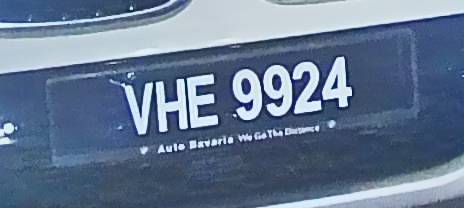 VHE 9924
Auto Bavaria We Go The Distance